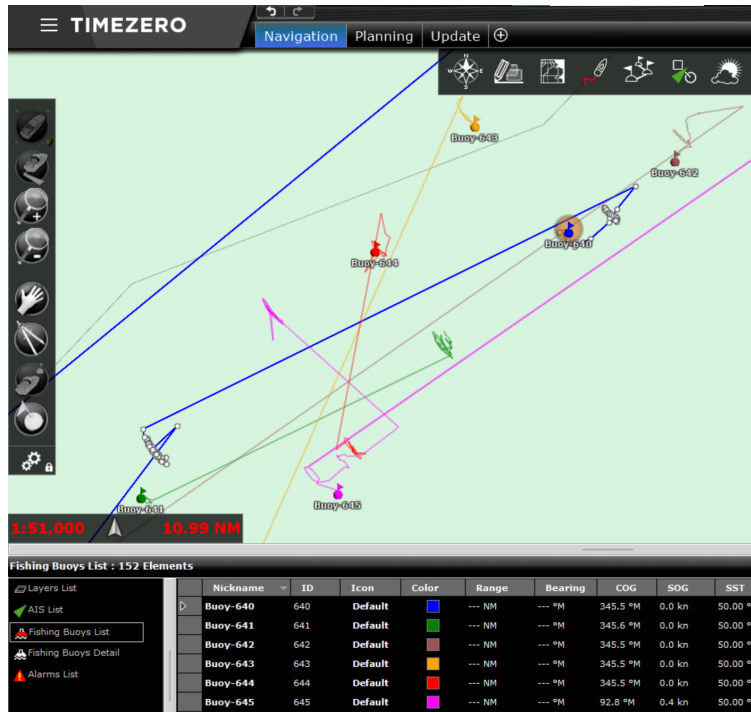 TIMEZERO
Navigation Planning Update
N
W E
S
Buoy-643
Buoy-642
Buoy-640
Buoy-644
Buoy-641
Buoy-645
1:51,000 10.99 NM
Fishing Buoys List : 152 Elements
Layers List
AIS List
Fishing Buoys List
Fishing Buoys Detail
Alarms List
Nickname ID Icon Color Range Bearing COG SOG SST
Buoy-640 640 Default --- NM --- °M 345.5 °M 0.0 kn 50.00 °
Buoy-641 641 Default --- NM --- °M 345.6 °M 0.0 kn 50.00 °
Buoy-642 642 Default --- NM --- °M 345.5 °M 0.0 kn 50.00 °
Buoy-643 643 Default --- NM --- °M 345.5 °M 0.0 kn 50.00 °
Buoy-644 644 Default --- NM --- °M 345.5 °M 0.0 kn 50.00 °
Buoy-645 645 Default --- NM --- °M 92.8 °M 0.4 kn 50.00 °